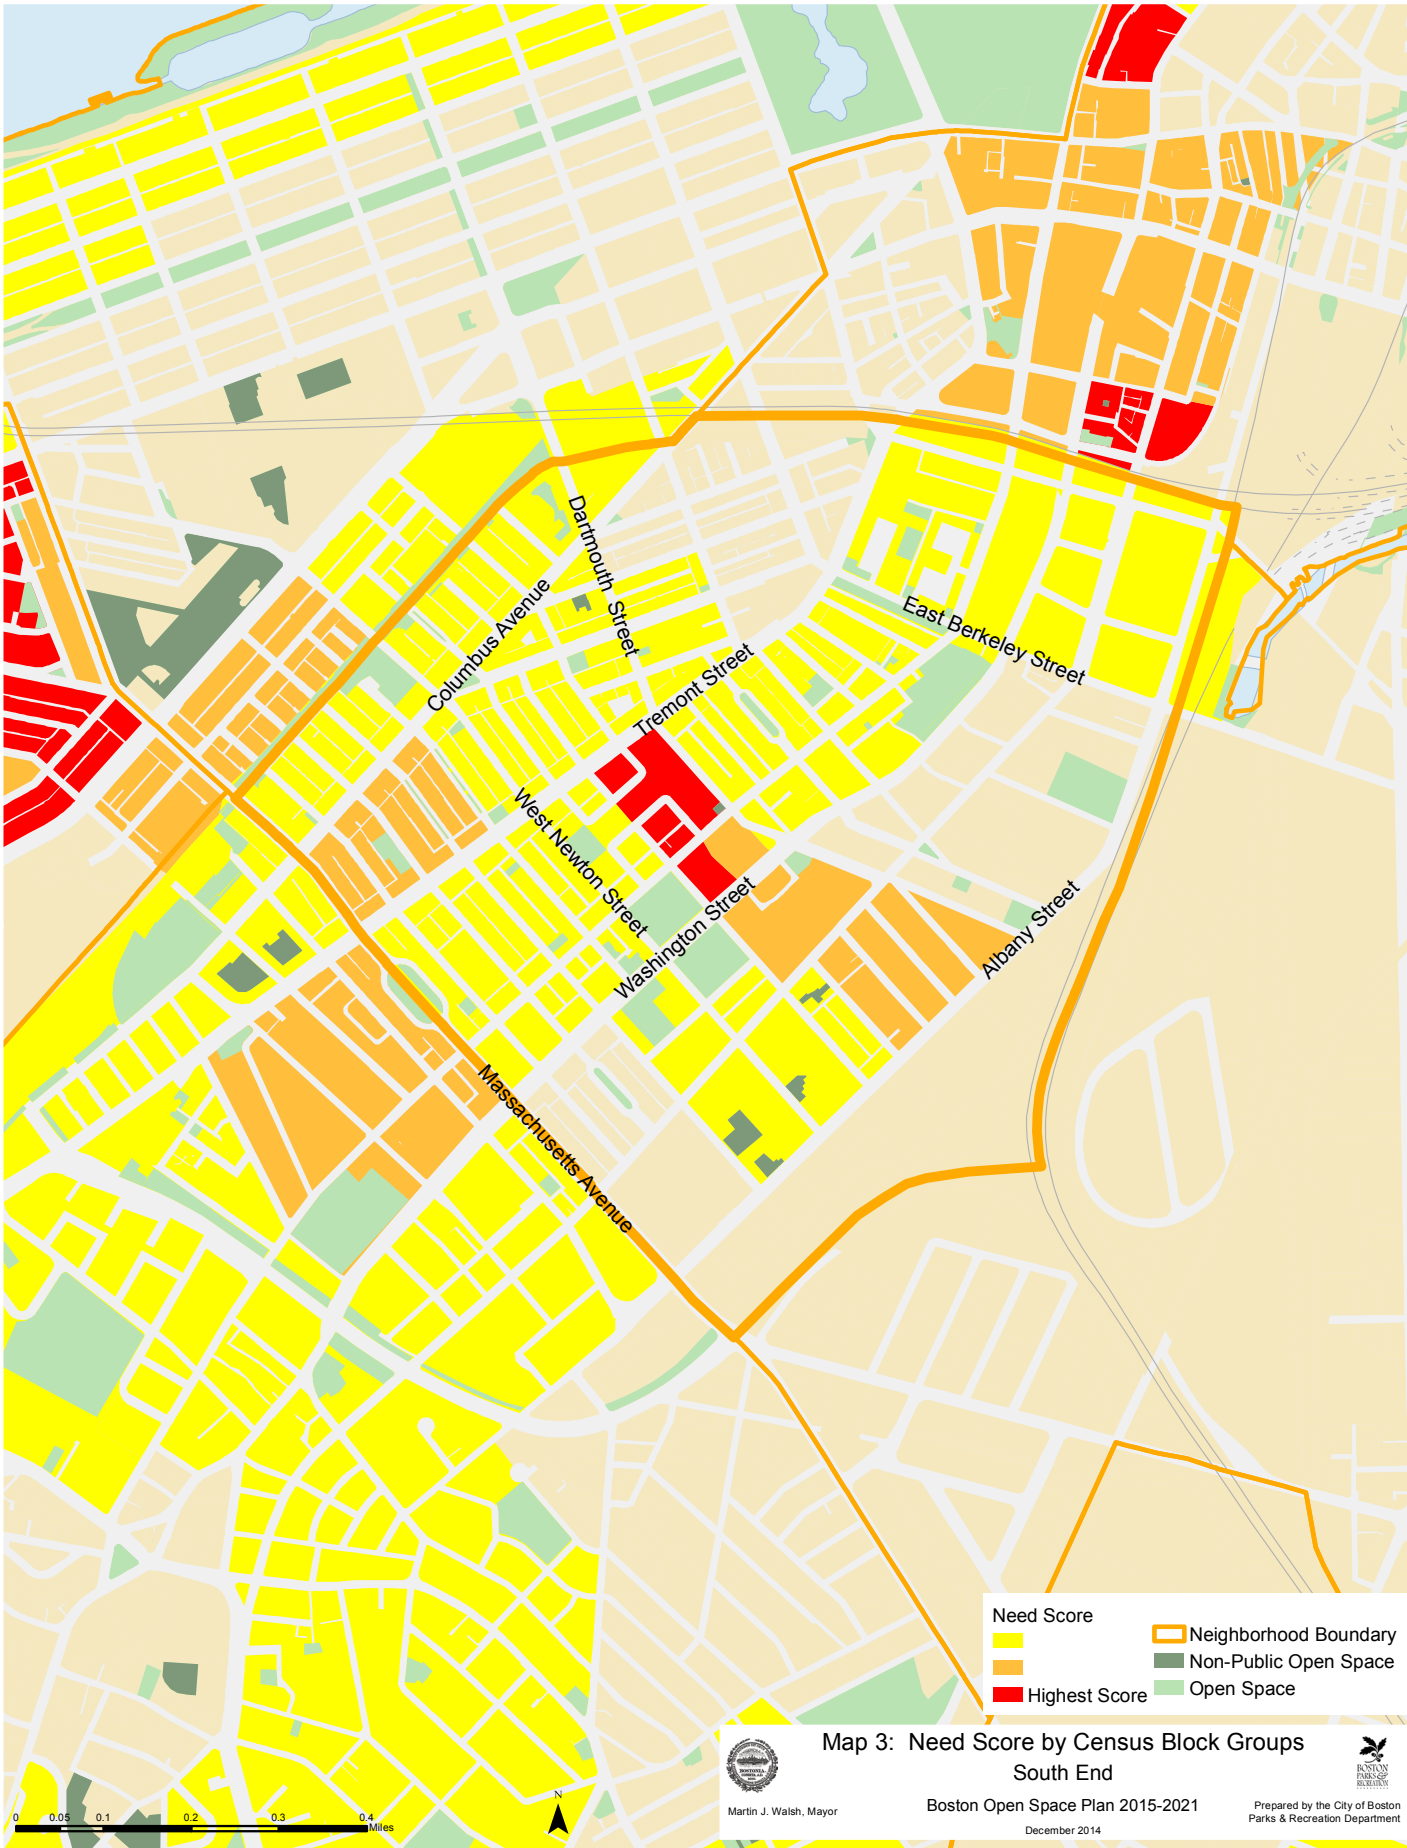 Dartmouth Street
Columbus Avenue
East Berkeley Street
Tremont Street
West Newton Street
Washington Street
Albany Street
Massachusetts Avenue
Need Score
Highest Score
Neighborhood Boundary
Non-Public Open Space
Open Space
Map 3: Need Score by Census Block Groups
South End
Boston Open Space Plan 2015-2021
December 2014
Martin J. Walsh, Mayor
BOSTON
PARKS &
RECREATION
Prepared by the City of Boston
Parks & Recreation Department
N
0 0.05 0.1 0.2 0.3 0.4
Miles